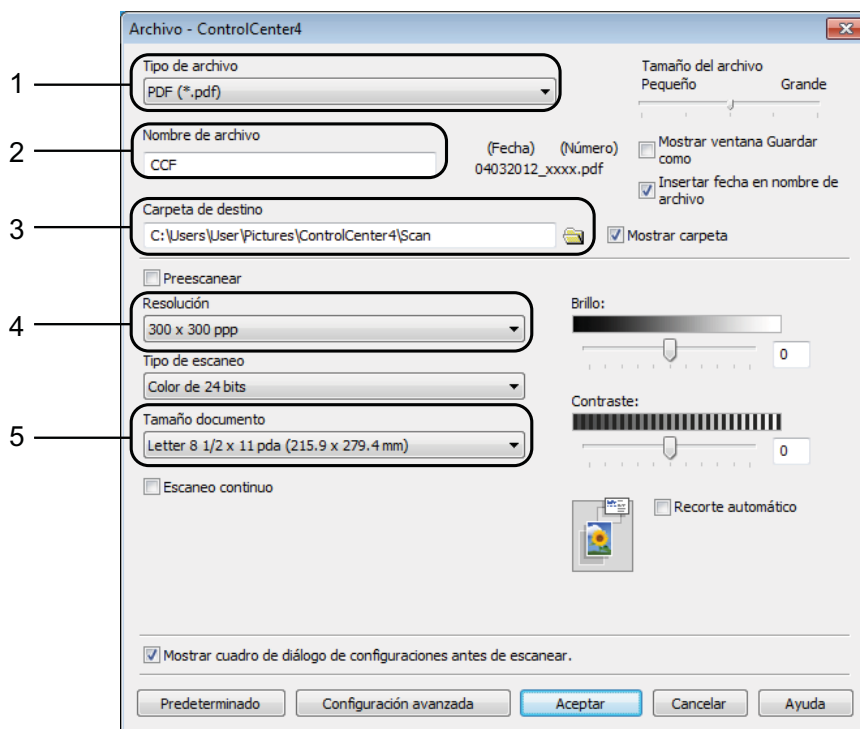 Archivo - ControlCenter4
1
Tipo de archivo
PDF (*.pdf)
Tamaño del archivo
Pequeño Grande
2
Nombre de archivo
CCF
(Fecha) (Número)
04032012_xxxx.pdf
Mostrar ventana Guardar
como
Insertar fecha en nombre de
archivo
3
Carpeta de destino
C:\Users\User\Pictures\ControlCenter4\Scan
Mostrar carpeta
Preescanear
4
Resolución
300 x 300 ppp
Tipo de escaneo
Color de 24 bits
5
Tamaño documento
Letter 8 1/2 x 11 pda (215.9 x 279.4 mm)
Escaneo continuo
Brillo:
0
Contraste:
0
Recorte automático
Mostrar cuadro de diálogo de configuraciones antes de escanear.
Predeterminado Configuración avanzada Aceptar Cancelar Ayuda